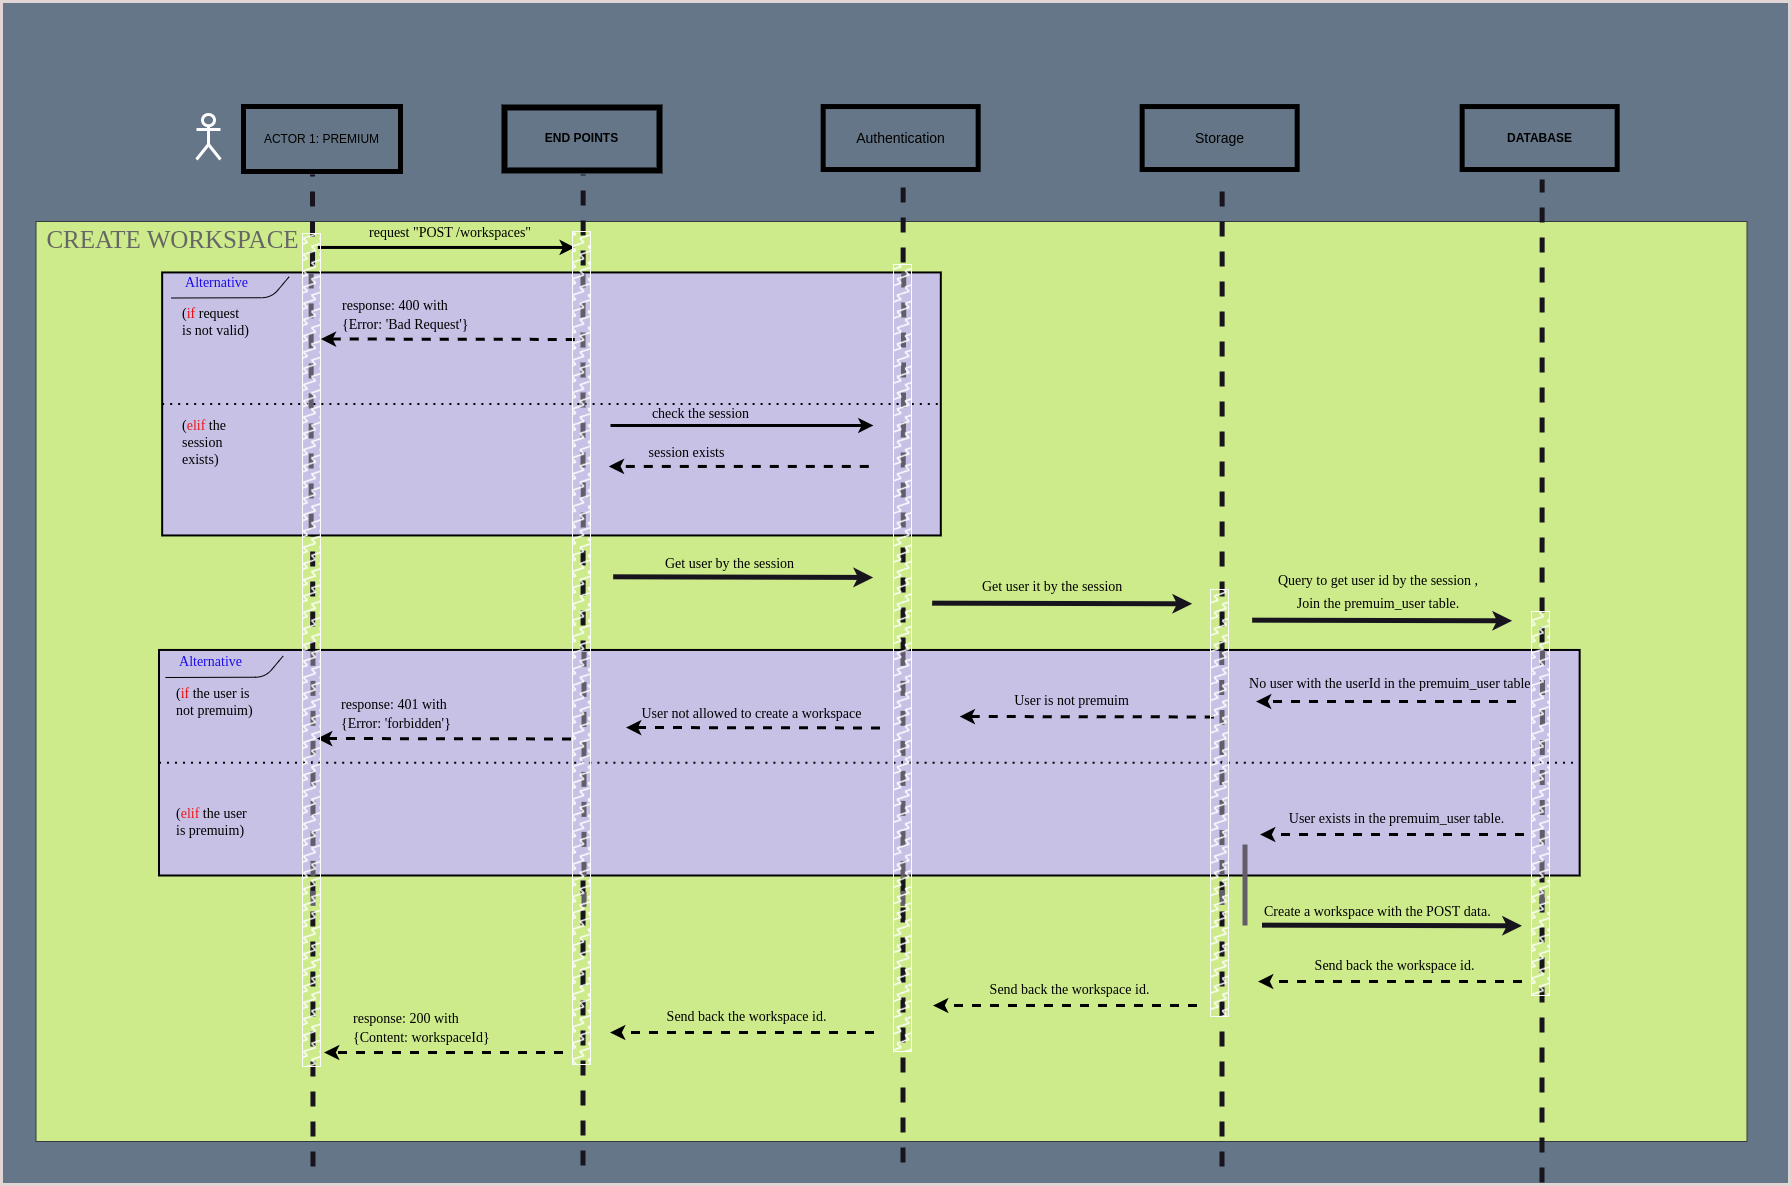 ACTOR 1: PREMIUM
END POINTS
Authentication
Storage
DATABASE
CREATE WORKSPACE
request "POST /workspaces"
Alternative
(if request
is not valid)
response: 400 with
{Error: 'Bad Request'}
(elif the
session
exists)
check the session
session exists
Get user by the session
Get user it by the session
Query to get user id by the session ,
Join the premuim_user table.
Alternative
(if the user is
not premuim)
response: 401 with
{Error: 'forbidden'}
User not allowed to create a workspace
User is not premuim
No user with the userId in the premuim_user table
(elif the user
is premuim)
User exists in the premuim_user table.
Create a workspace with the POST data.
Send back the workspace id.
Send back the workspace id.
Send back the workspace id.
response: 200 with
{Content: workspaceId}